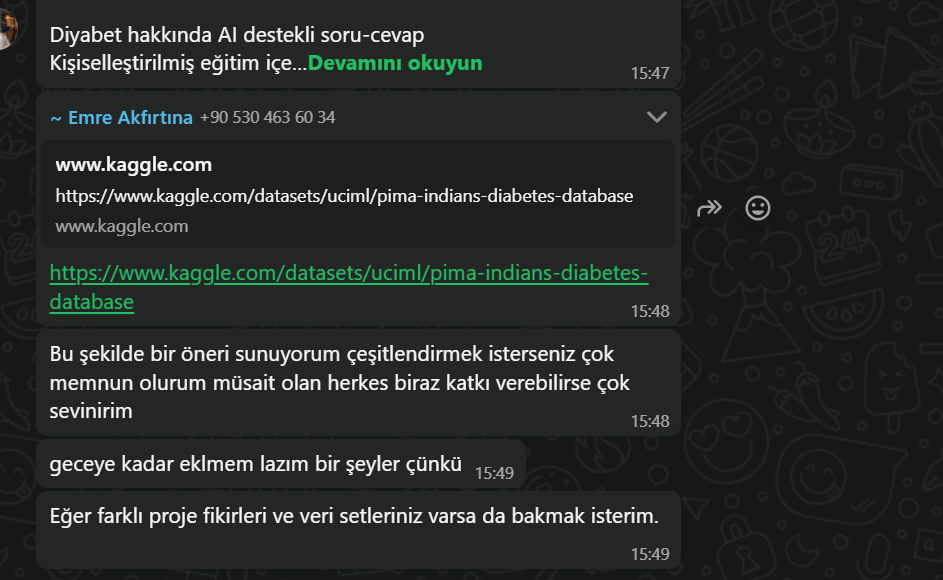 Diyabet hakkında AI destekli soru-cevap
Kişiselleştirilmiş eğitim içe...Devamını okuyun
15:47
~ Emre Akfırtına +90 530 463 60 34
www.kaggle.com
https://www.kaggle.com/datasets/uciml/pima-indians-diabetes-database
www.kaggle.com
https://www.kaggle.com/datasets/uciml/pima-indians-diabetes-
database
15:48
Bu şekilde bir öneri sunuyorum çeşitlendirmek isterseniz çok
memnun olurum müsait olan herkes biraz katkı verebilirse çok
sevinirim
15:48
geceye kadar eklmem lazım bir şeyler çünkü 15:49
Eğer farklı proje fikirleri ve veri setleriniz varsa da bakmak isterim.
15:49